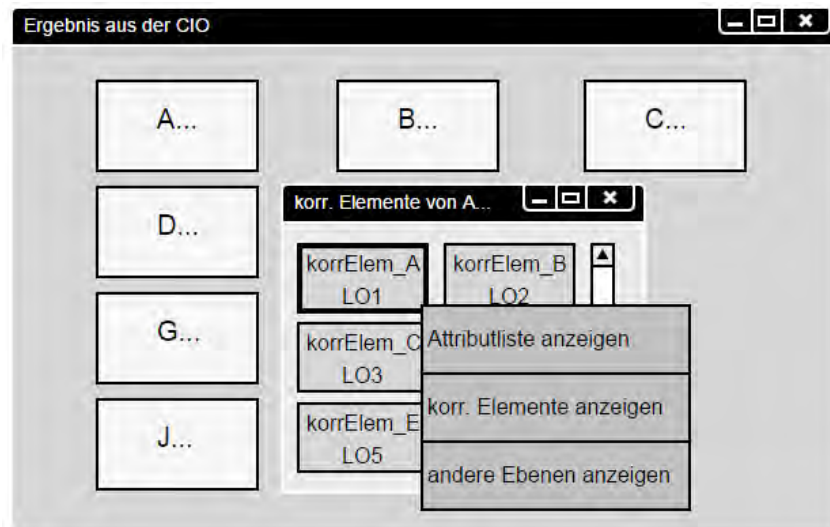 Ergebnis aus der CIO
A...
B...
C...
D...
korr. Elemente von A...
korrElem_A
LO1
korrElem_B
LO2
G...
korrElem_C
LO3
Attributliste anzeigen
korr. Elemente anzeigen
J...
korrElem_E
LO5
andere Ebenen anzeigen